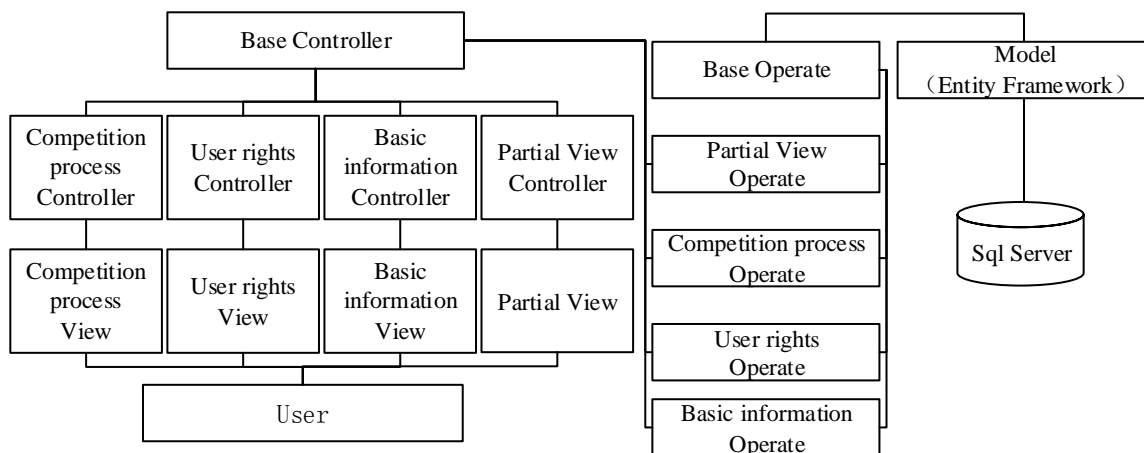 Base Controller
Base Operate
Model
（Entity Framework）
Competition
process
Controller
User rights
Controller
Basic
information
Controller
Partial View
Controller
Partial View
Operate
Competition process
Operate
Sql Server
Competition
process
View
User rights
View
Basic
information
View
Partial View
User rights
Operate
User
Basic information
Operate